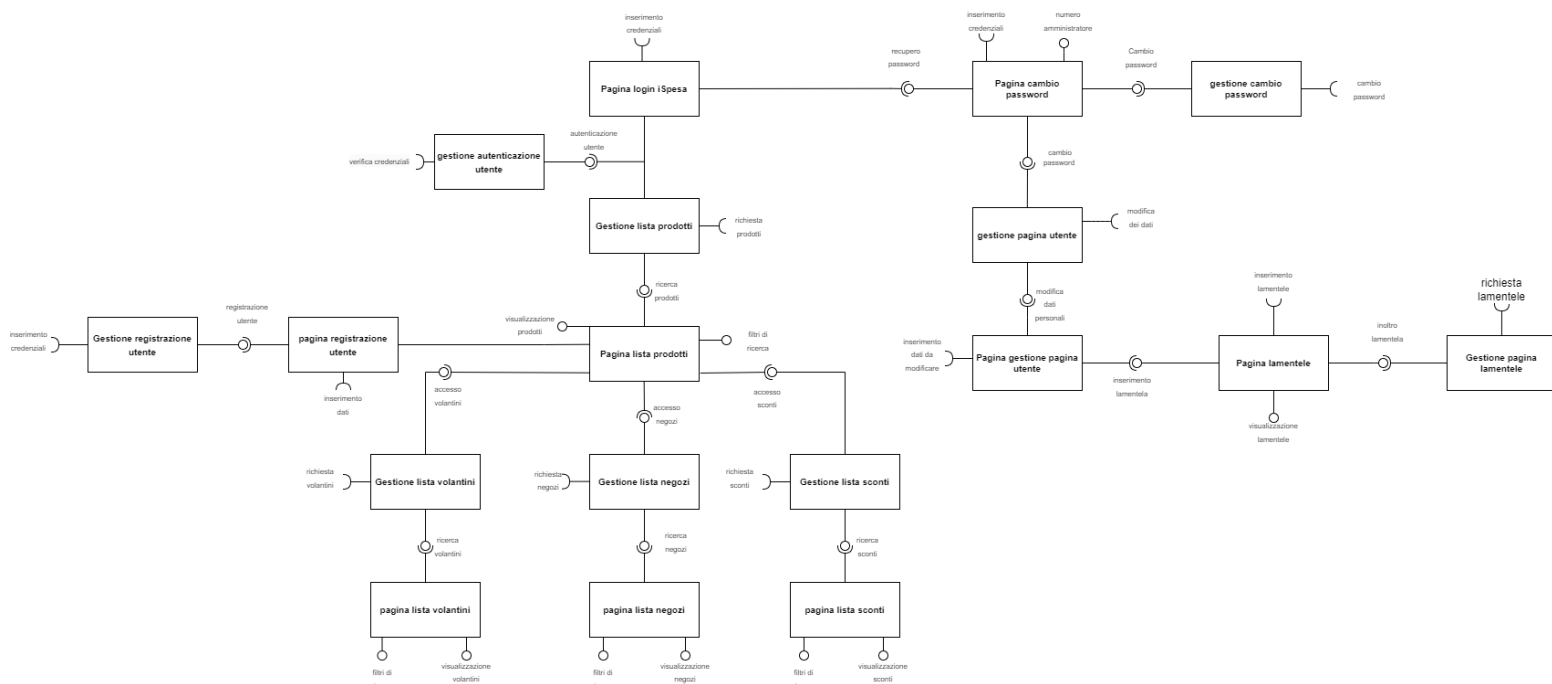 inserimento
credenziali
inserimento
credenziali
numero
amministratore
recupero
password
Cambio
password
Pagina login iSpesa
Pagina cambio
password
gestione cambio
password
cambio
password
autenticazione
utente
verifica credenziali
gestione autenticazione
utente
cambio
password
Gestione lista prodotti
richiesta
prodotti
gestione pagina utente
modifica
dei dati
ricerca
prodotti
modifica
dati
personali
inserimento
lamentele
richiesta
lamentele
registrazione
utente
visualizzazione
prodotti
filtri di
ricerca
inserimento
credenziali
Gestione registrazione
utente
pagina registrazione
utente
Pagina lista prodotti
inserimento
dati da
modificare
Pagina gestione pagina
utente
Pagina lamentele
inoltro
lamentela
Gestione pagina
lamentele
inserimento
dati
accesso
volantini
accesso
negozi
accesso
sconti
inserimento
lamentela
visualizzazione
lamentele
richiesta
volantini
Gestione lista volantini
richiesta
negozi
Gestione lista negozi
richiesta
sconti
Gestione lista sconti
ricerca
volantini
ricerca
negozi
ricerca
sconti
pagina lista volantini
pagina lista negozi
pagina lista sconti
filtri di
visualizzazione
volantini
filtri di
visualizzazione
negozi
filtri di
visualizzazione
sconti